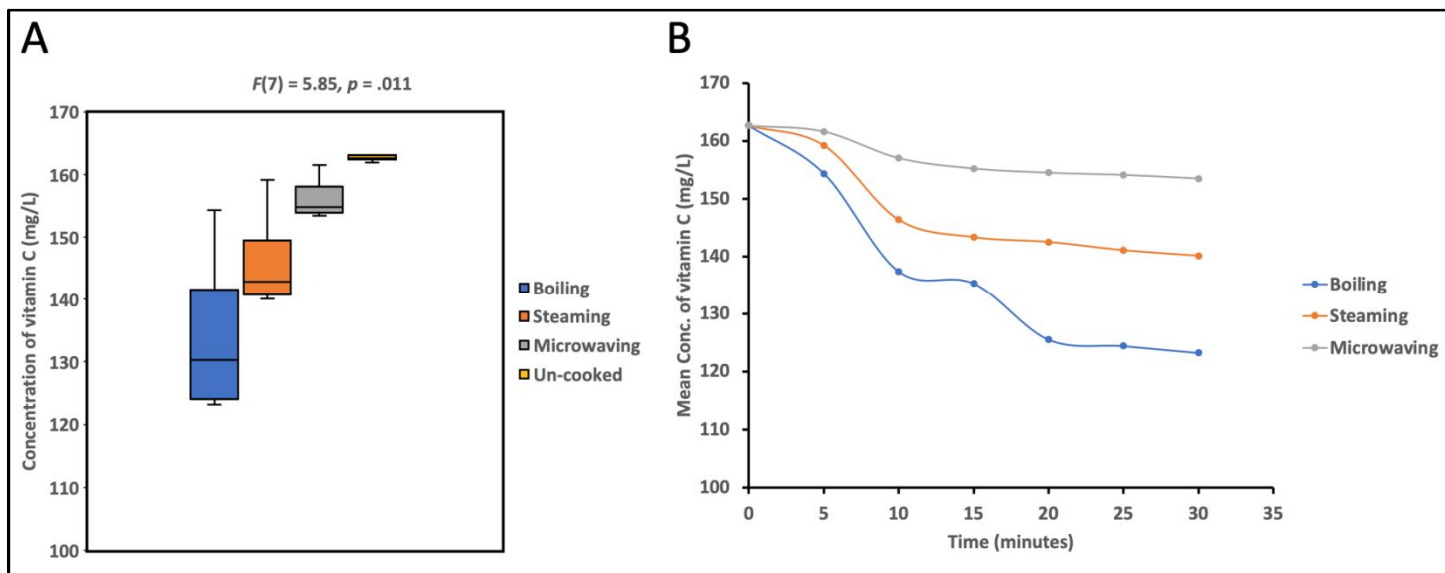 A
F(7) = 5.85, p = .011
Concentration of vitamin C (mg/L)
170
160
150
140
130
120
110
100
Boiling
Steaming
Microwaving
Un-cooked
B
Mean Conc. of vitamin C (mg/L)
170
160
150
140
130
120
110
100
0 5 10 15 20 25 30 35
Time (minutes)
Boiling
Steaming
Microwaving